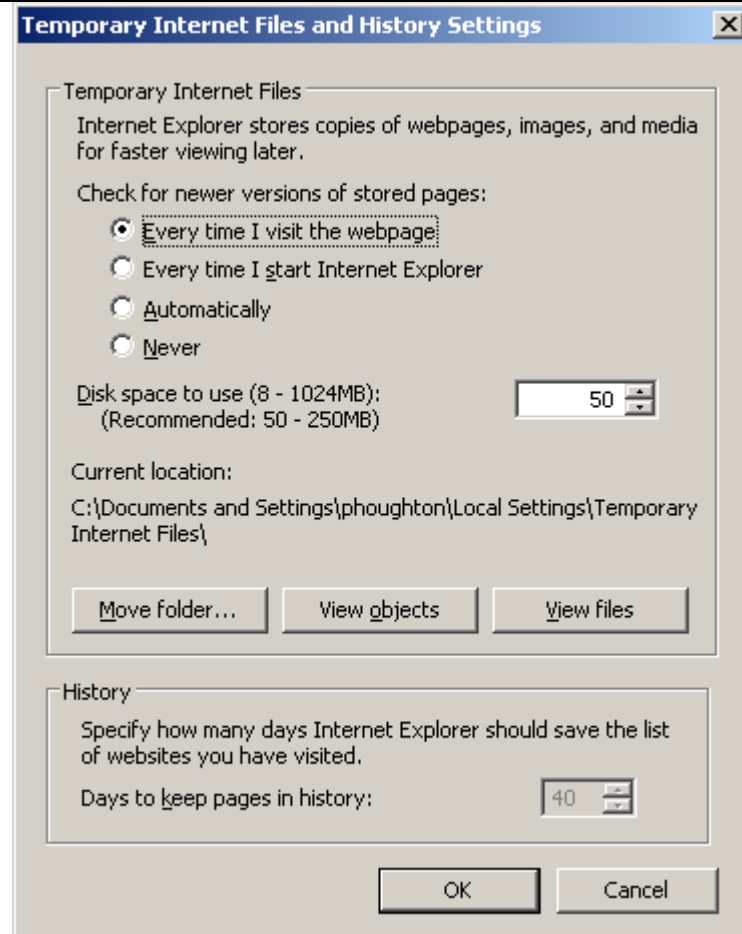 Temporary Internet Files and History Settings
Temporary Internet Files
Internet Explorer stores copies of webpages, images, and media
for faster viewing later.
Check for newer versions of stored pages:
Every time I visit the webpage
Every time I start Internet Explorer
Automatically
Never
Disk space to use (8 - 1024MB):
50
(Recommended: 50 - 250MB)
Current location:
C:\Documents and Settings\phoughton\Local Settings\Temporary
Internet Files\
Move folder...
View objects
View files
History
Specify how many days Internet Explorer should save the list
of websites you have visited.
Days to keep pages in history:
40
OK
Cancel